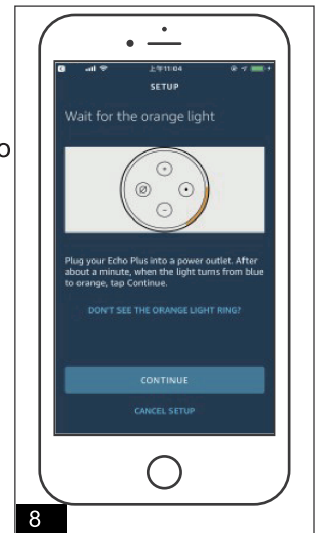 上午11:04
SETUP
Wait for the orange light
o
Plug your Echo Plus into a power outlet. After
about a minute, when the light turns from blue
to orange, tap Continue.
DON'T SEE THE ORANGE LIGHT RING?
CONTINUE
CANCEL SETUP
8